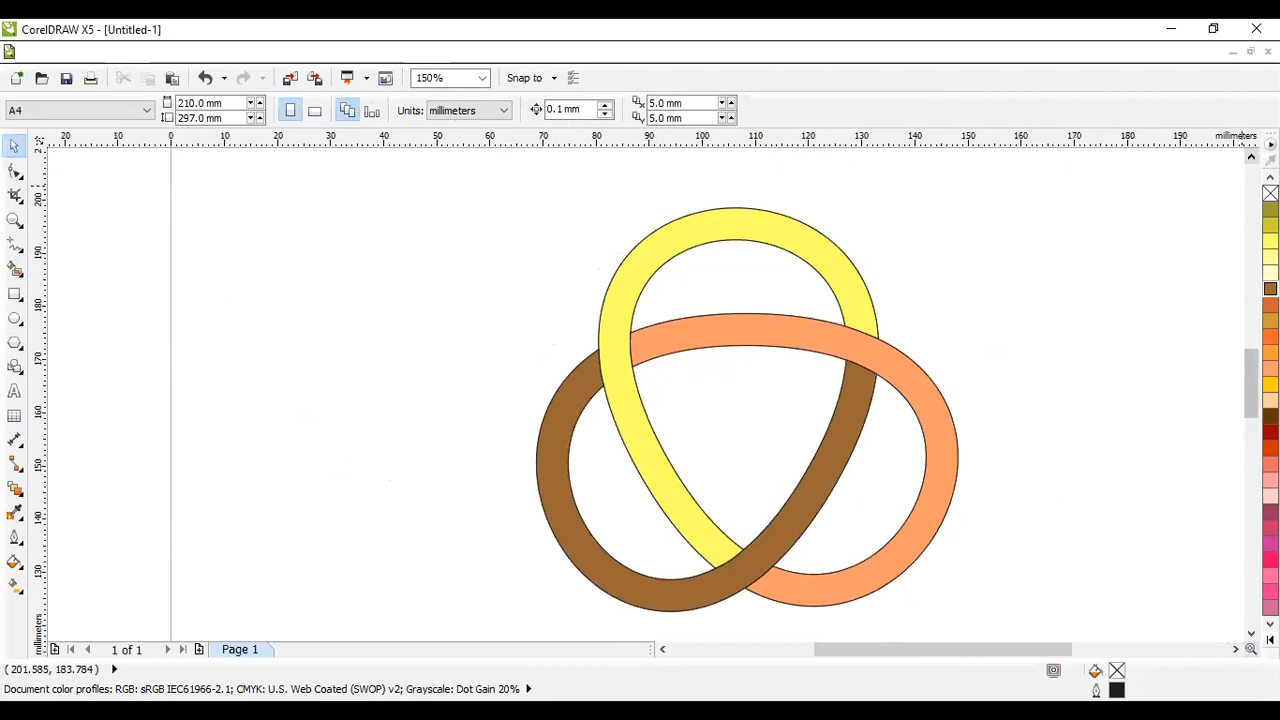 CorelDRAW X5 - [Untitled-1]
150%
Snap to
A4
210.0 mm
297.0 mm
Units: millimeters
0.1 mm
5.0 mm
5.0 mm
20 10 0 10 20 30 40 50 60 70 80 90 100 110 120 130 140 150 160 170 180 190 millimeters
200
190
180
170
160
150
140
130
millimeters
1 of 1
Page 1
( 201.585, 183.784 )
Document color profiles: RGB: sRGB IEC61966-2.1; CMYK: U.S. Web Coated (SWOP) v2; Grayscale: Dot Gain 20%